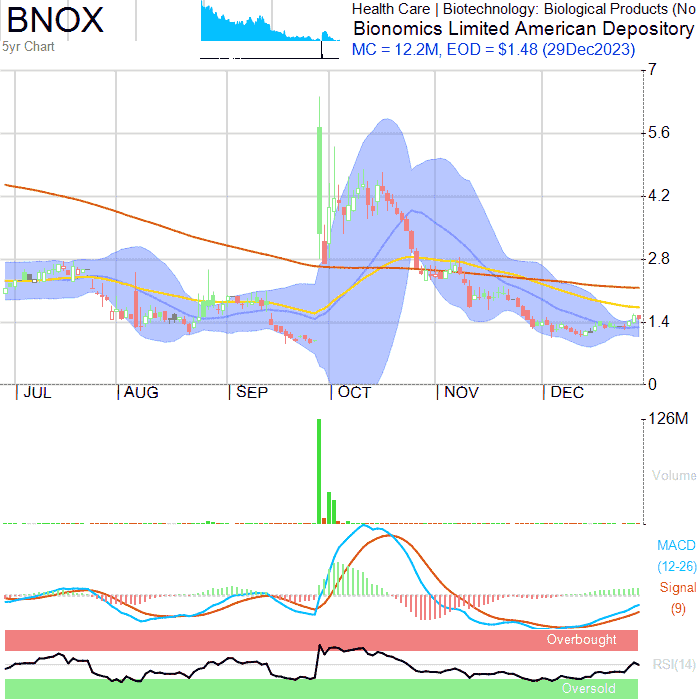 BNOX
5yr Chart
Health Care | Biotechnology: Biological Products (No
Bionomics Limited American Depository
MC = 12.2M, EOD = $1.48 (29Dec2023)
7
5.6
4.2
2.8
1.4
0
JUL
AUG
SEP
OCT
NOV
DEC
126M
Volume
MACD
(12-26)
Signal
(9)
Overbought
RSI(14)
Oversold